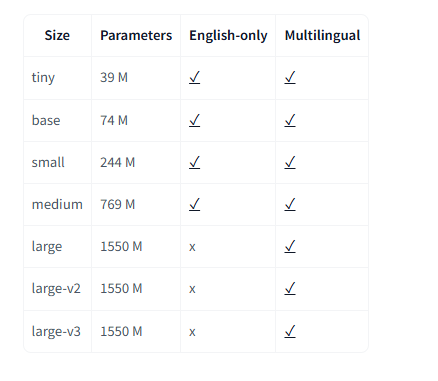 Size Parameters English-only Multilingual
tiny 39 M ✓ ✓
base 74 M ✓ ✓
small 244 M ✓ ✓
medium 769 M ✓ ✓
large 1550 M x ✓
large-v2 1550 M x ✓
large-v3 1550 M x ✓